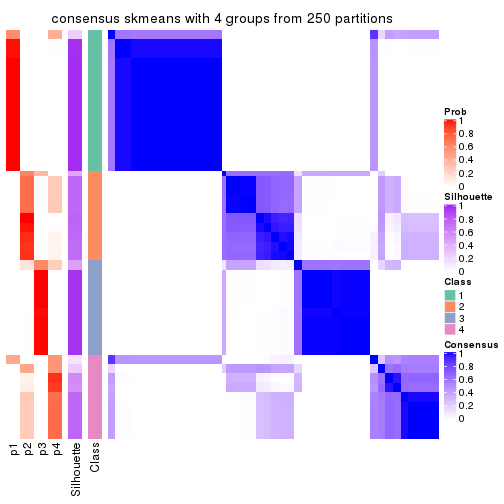 consensus skmeans with 4 groups from 250 partitions
Prob
1
0.8
0.6
0.4
0.2
0
Silhouette
1
0.8
0.6
0.4
0.2
0
Class
1
2
3
4
Consensus
1
0.8
0.6
0.4
0.2
0
p1
p2
p3
p4
Silhouette
Class